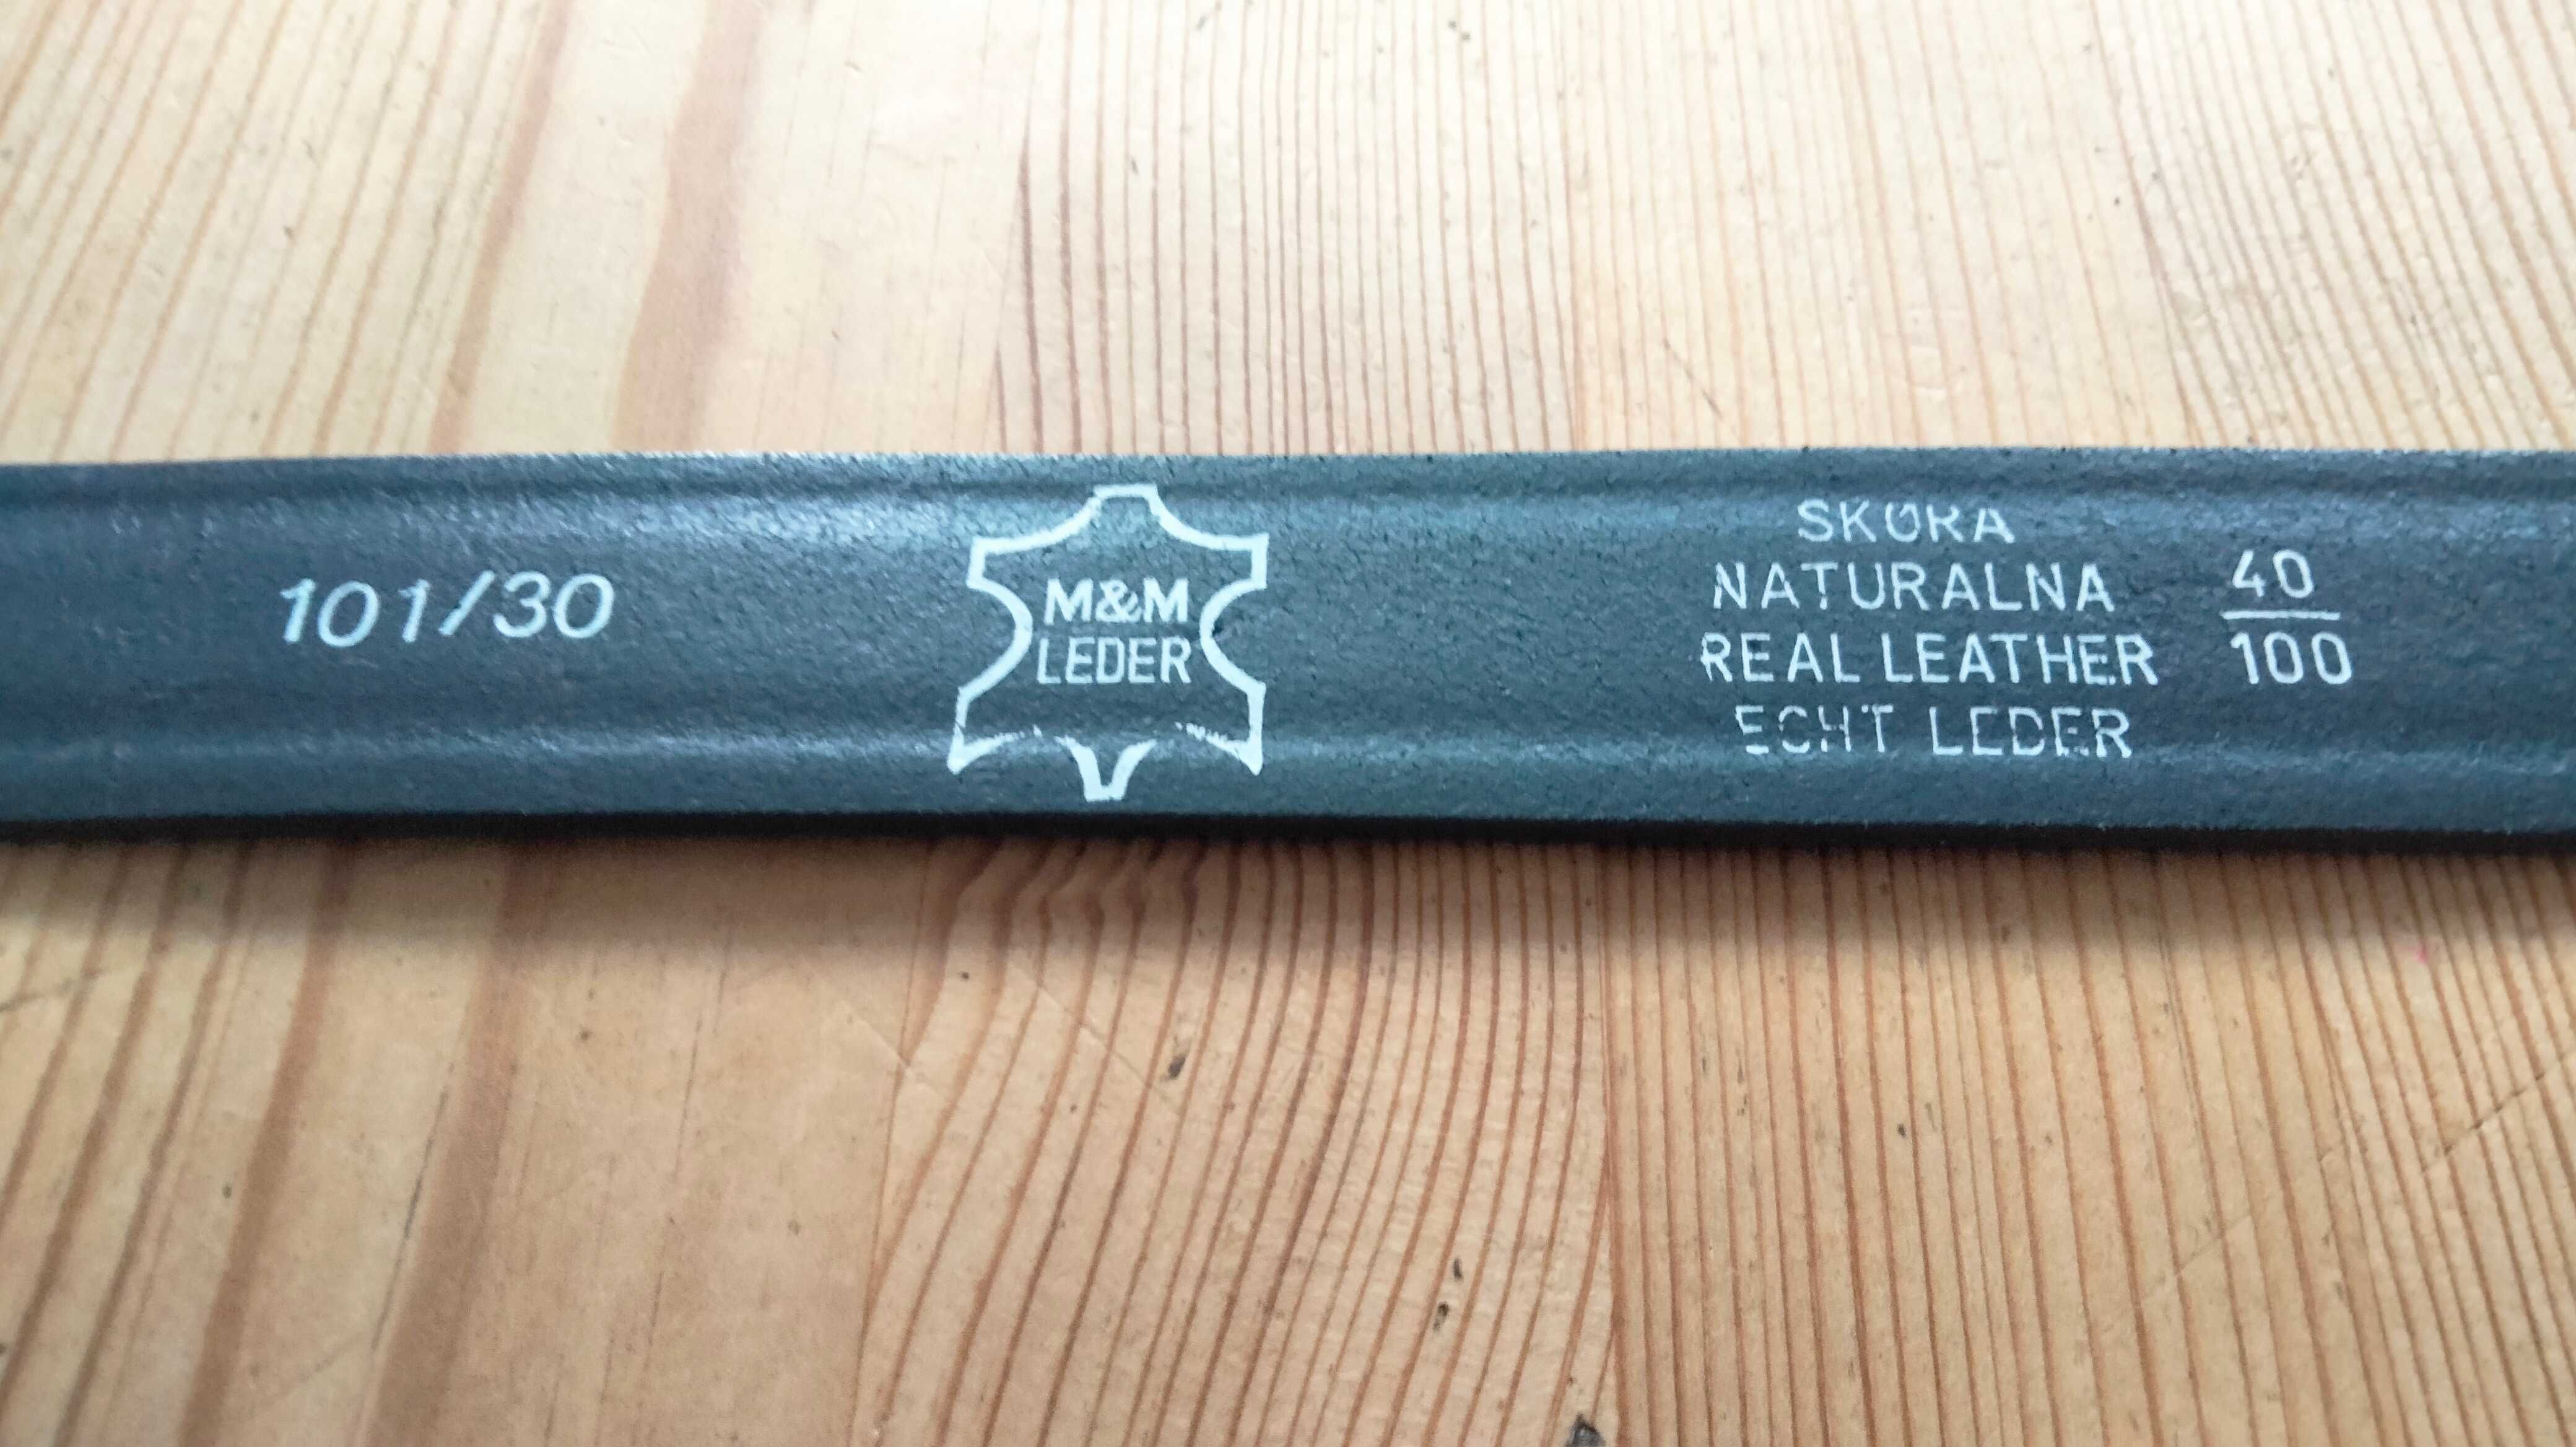 101/30
M&M
LEDER
SKÓRA
NATURALNA
REAL LEATHER
ECHT LEDER
40
100